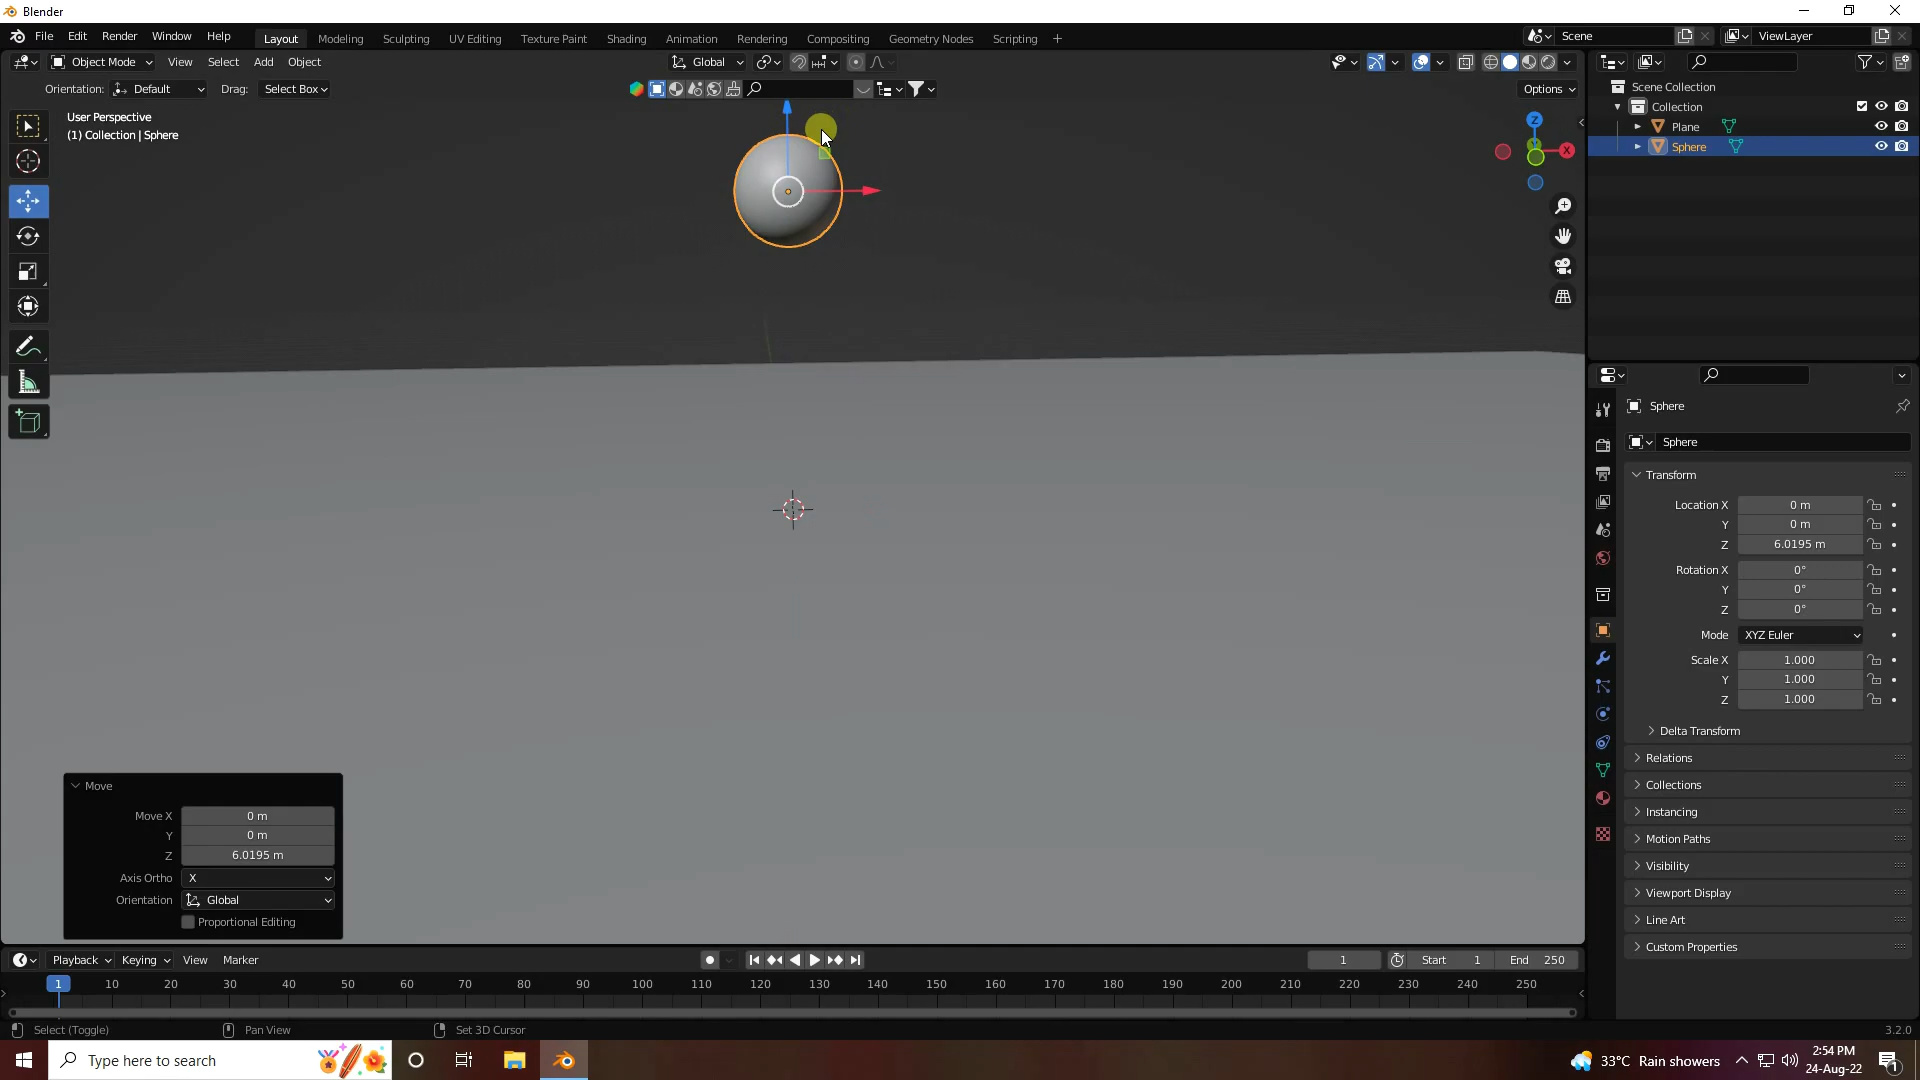 Blender
File Edit Render Window Help
Layout Modeling Sculpting UV Editing Texture Paint Shading Animation Rendering Compositing Geometry Nodes Scripting +
Scene
ViewLayer
Object Mode View Select Add Object
Global
Orientation: Default Drag: Select Box
Options
User Perspective
(1) Collection | Sphere
Z
X
Scene Collection
Collection
Plane
Sphere
Sphere
Sphere
Transform
Location X 0 m
Y 0 m
Z 6.0195 m
Rotation X 0°
Y 0°
Z 0°
Mode XYZ Euler
Scale X 1.000
Y 1.000
Z 1.000
Delta Transform
Relations
Collections
Instancing
Motion Paths
Visibility
Viewport Display
Line Art
Custom Properties
Move
Move X 0 m
Y 0 m
Z 6.0195 m
Axis Ortho X
Orientation Global
Proportional Editing
Playback Keying View Marker
1 Start 1 End 250
1 10 20 30 40 50 60 70 80 90 100 110 120 130 140 150 160 170 180 190 200 210 220 230 240 250
Select (Toggle) Pan View Set 3D Cursor 3.2.0
Type here to search
33°C Rain showers
2:54 PM
24-Aug-22
1